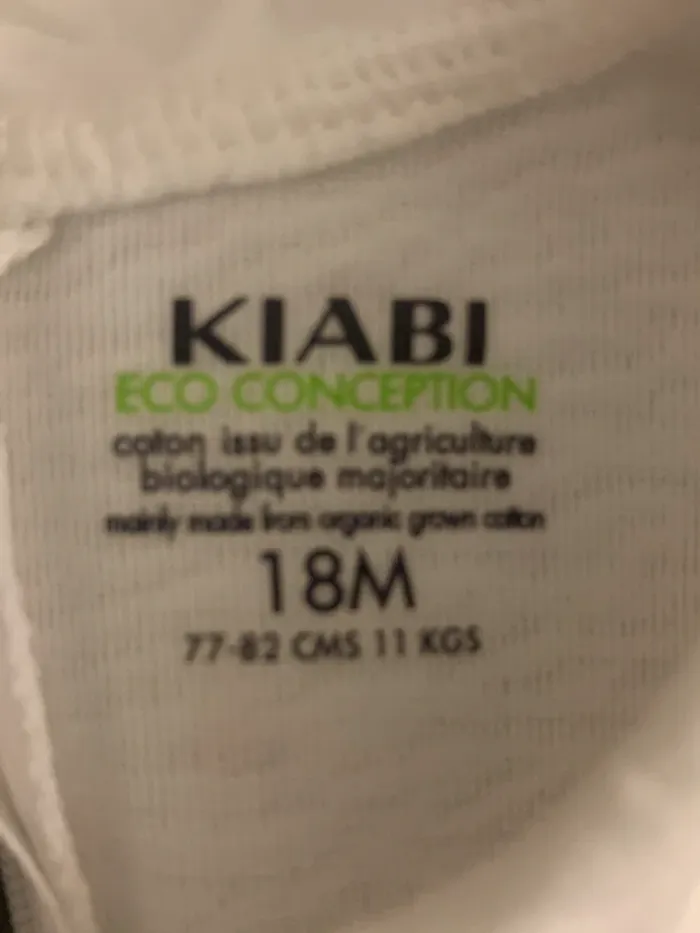 KIABI
ECO CONCEPTION
coton issu de l'agriculture
biologique majoritaire
mainly made from organic grown cotton
18M
77-82 CMS 11 KGS